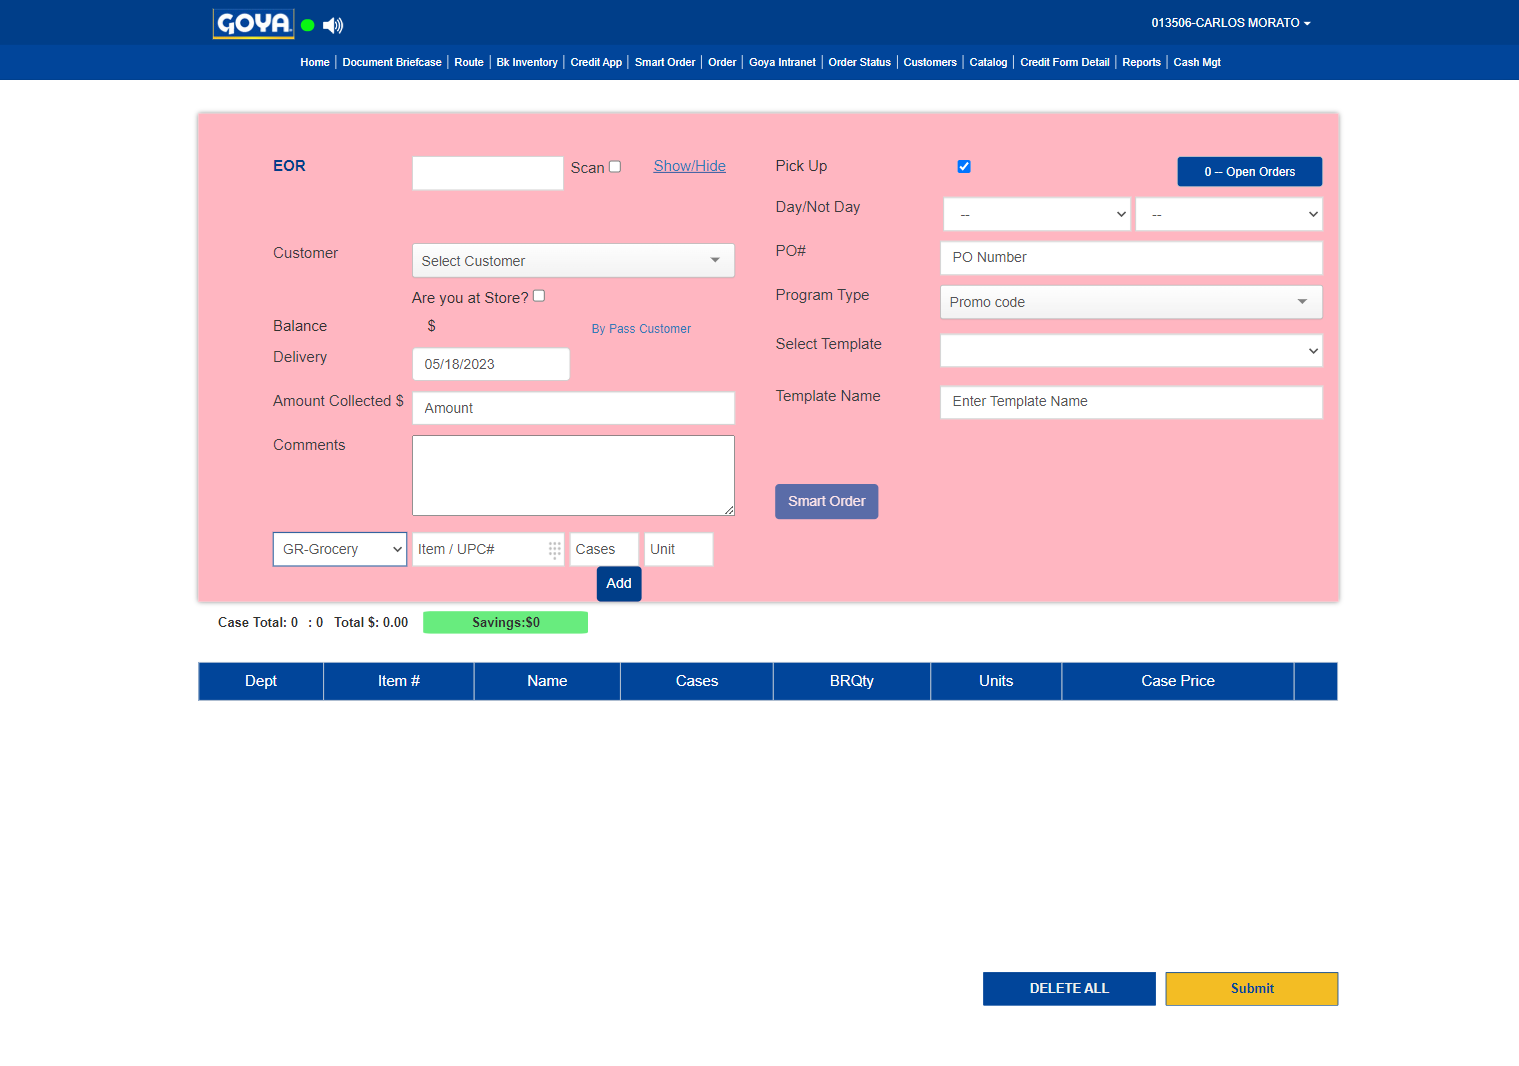 GOYA
013506-CARLOS MORATO
Home | Document Briefcase | Route | Bk Inventory | Credit App | Smart Order | Order | Goya Intranet | Order Status | Customers | Catalog | Credit Form Detail | Reports | Cash Mgt
EOR
Scan
Show/Hide
Pick Up
0 -- Open Orders
Day/Not Day
--
--
Customer
Select Customer
PO#
PO Number
Are you at Store?
Program Type
Promo code
Balance
$
By Pass Customer
Select Template
Delivery
05/18/2023
Amount Collected $
Amount
Template Name
Enter Template Name
Comments
Smart Order
GR-Grocery
Item / UPC#
Cases
Unit
Add
Case Total: 0 : 0 Total $: 0.00
Savings:$0
Dept
Item #
Name
Cases
BRQty
Units
Case Price
DELETE ALL
Submit